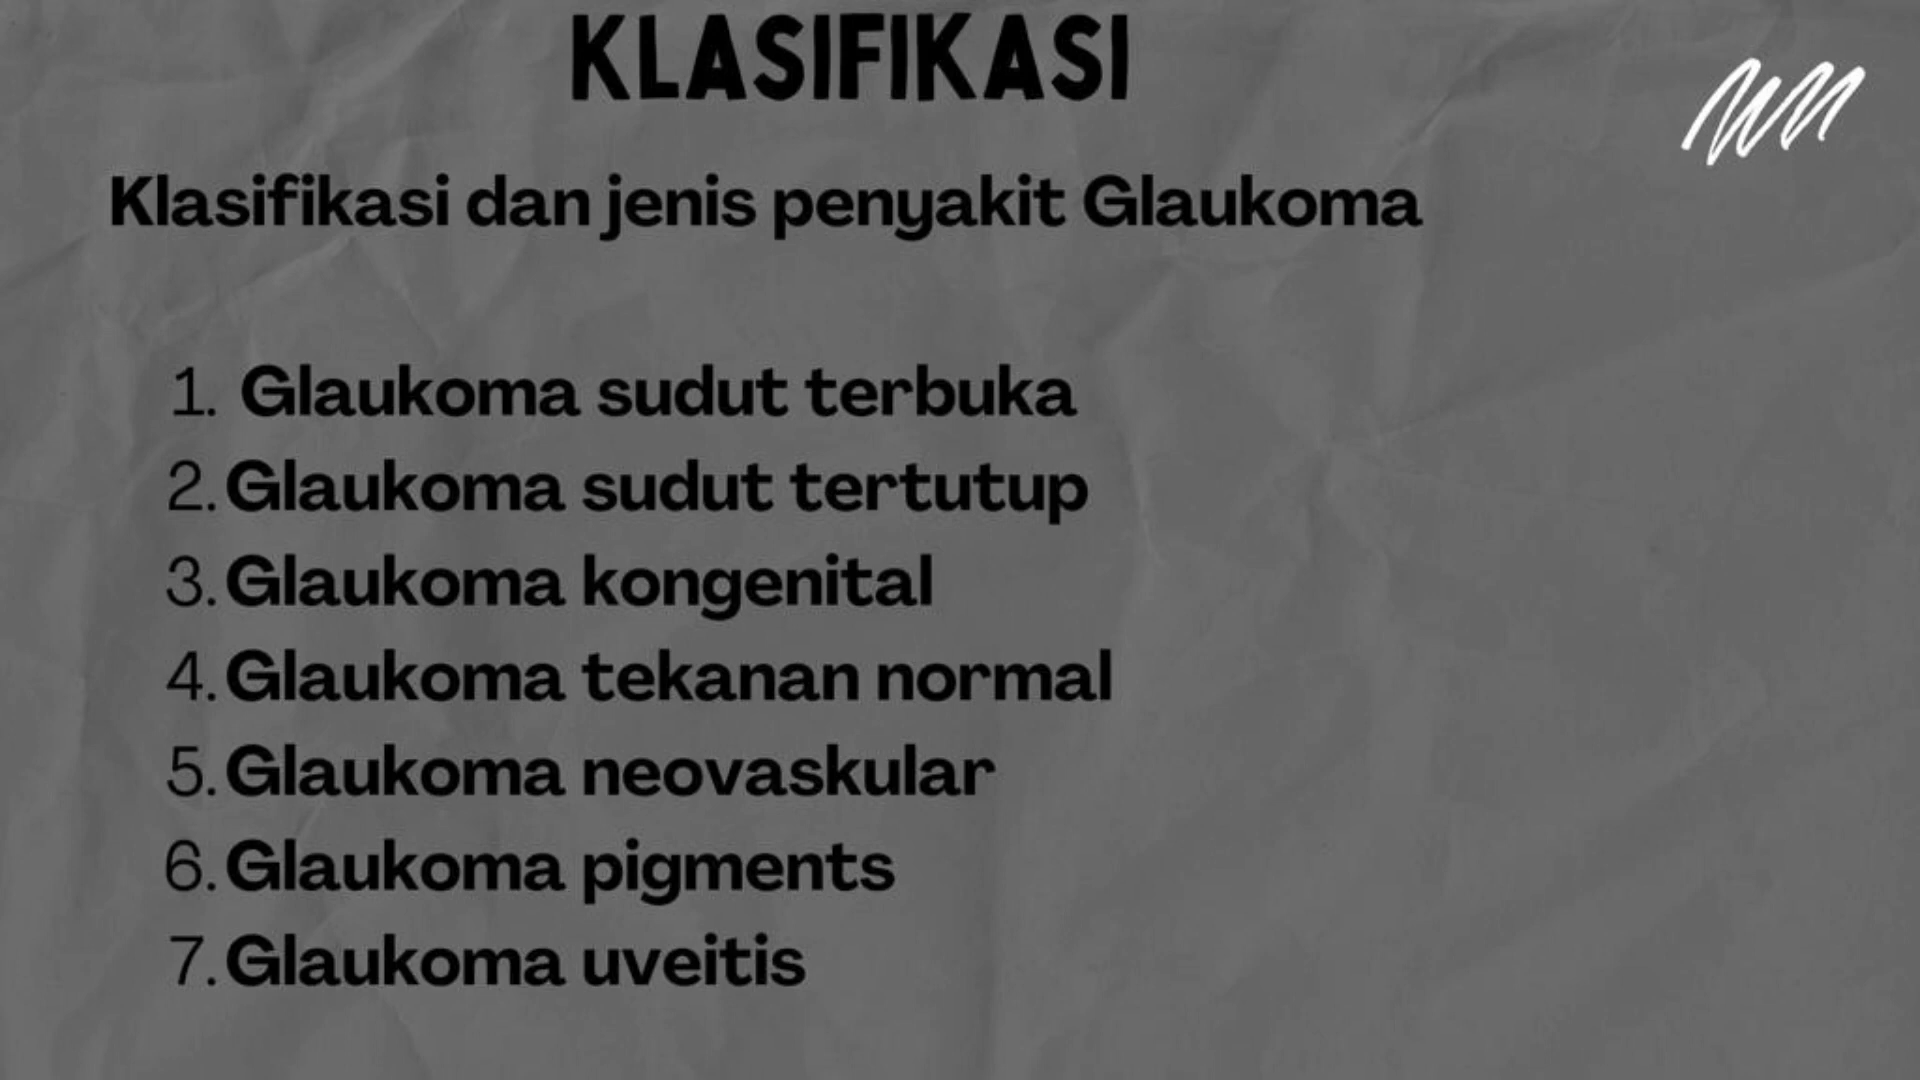 KLASIFIKASI
Klasifikasi dan jenis penyakit Glaukoma
1. Glaukoma sudut terbuka
2. Glaukoma sudut tertutup
3. Glaukoma kongenital
4. Glaukoma tekanan normal
5. Glaukoma neovaskular
6. Glaukoma pigments
7. Glaukoma uveitis